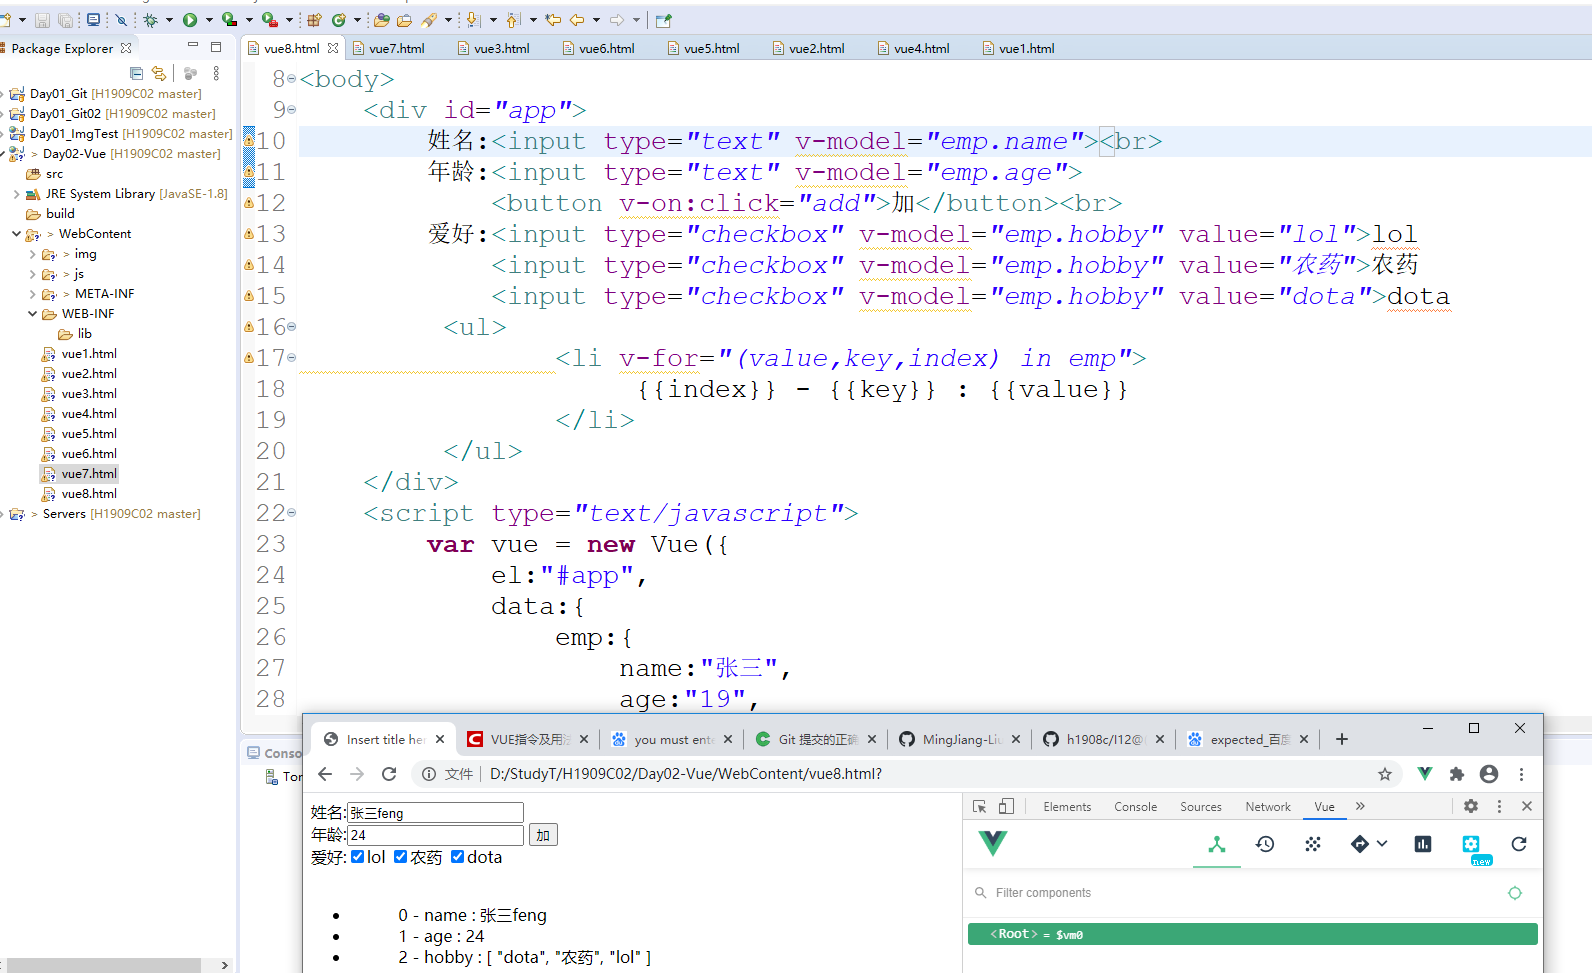 Package Explorer
Day01_Git [H1909C02 master]
Day01_Git02 [H1909C02 master]
Day01_ImgTest [H1909C02 master]
> Day02-Vue [H1909C02 master]
src
JRE System Library [JavaSE-1.8]
build
> WebContent
> img
> js
> META-INF
WEB-INF
lib
vue1.html
vue2.html
vue3.html
vue4.html
vue5.html
vue6.html
vue7.html
vue8.html
> Servers [H1909C02 master]
vue8.html vue7.html vue3.html vue6.html vue5.html vue2.html vue4.html vue1.html
8 <body>
9 <div id="app">
10 姓名:<input type="text" v-model="emp.name"><br>
11 年龄:<input type="text" v-model="emp.age">
12 <button v-on:click="add">加</button><br>
13 爱好:<input type="checkbox" v-model="emp.hobby" value="lol">lol
14 <input type="checkbox" v-model="emp.hobby" value="农药">农药
15 <input type="checkbox" v-model="emp.hobby" value="dota">dota
16 <ul>
17 <li v-for="(value,key,index) in emp">
18 {{index}} - {{key}} : {{value}}
19 </li>
20 </ul>
21 </div>
22 <script type="text/javascript">
23 var vue = new Vue({
24 el:"#app",
25 data:{
26 emp:{
27 name:"张三",
28 age:"19",
Conso
Tor
Insert title her VUE指令及用法 you must ente Git 提交的正确 MingJiang-Liu h1908c/l12@ expected_百度
文件 D:/StudyT/H1909C02/Day02-Vue/WebContent/vue8.html?
姓名:张三feng
年龄:24 加
爱好: lol 农药 dota
• 0 - name : 张三feng
• 1 - age : 24
• 2 - hobby : [ "dota", "农药", "lol" ]
Elements Console Sources Network Vue »
new
Filter components
<Root> = $vm0